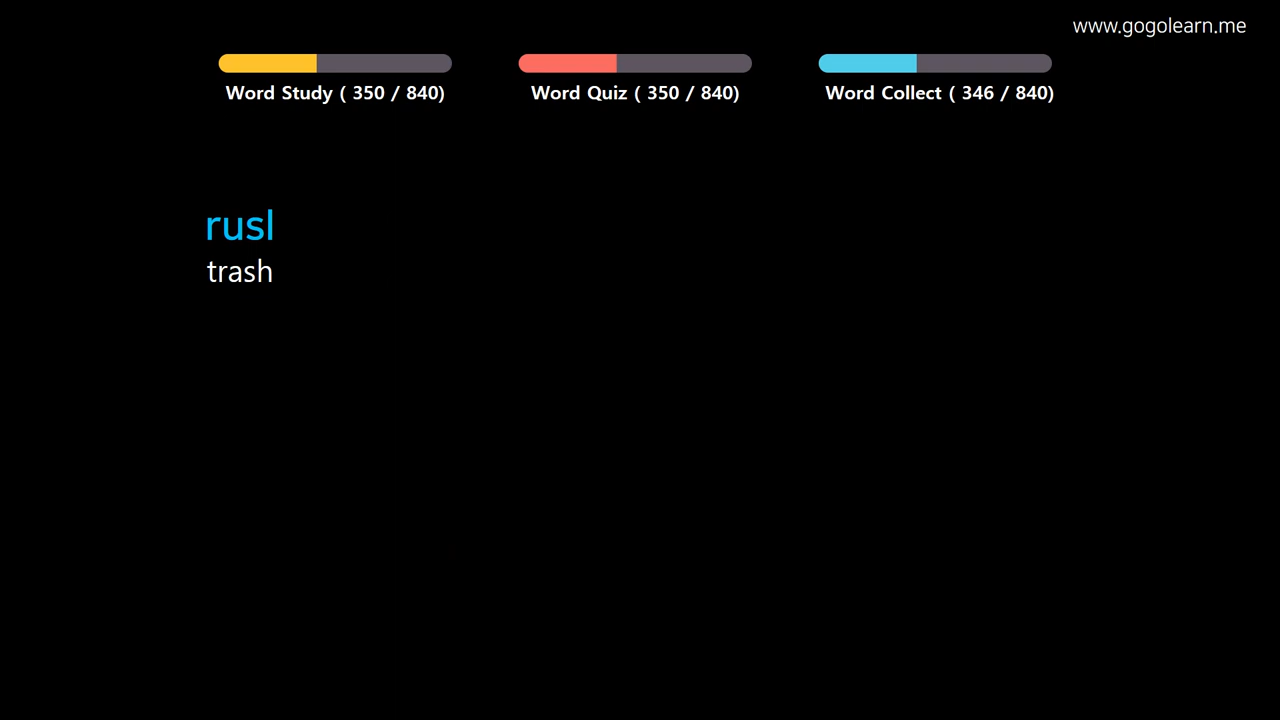 www.gogolearn.me
Word Study ( 350 / 840)
Word Quiz ( 350 / 840)
Word Collect ( 346 / 840)
rusl
trash